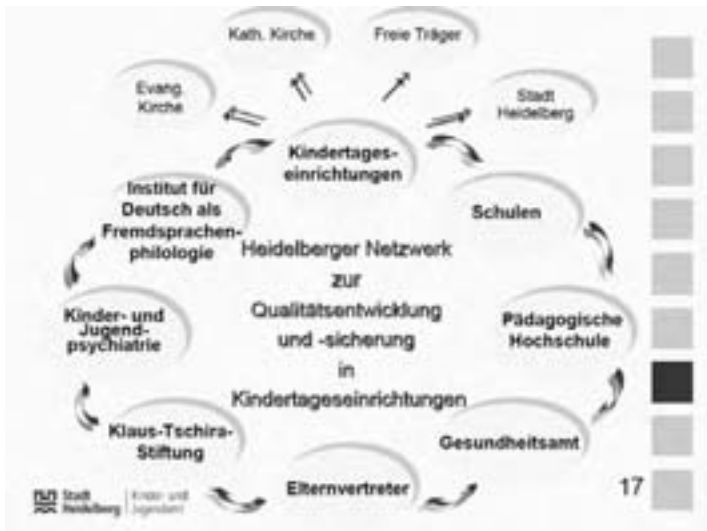 Kath. Kirche
Freie Träger
Evang.
Kirche
Stadt
Heidelberg
Kindertages-
einrichtungen
Institut für
Deutsch als
Fremdsprachen-
philologie
Schulen
Heidelberger Netzwerk
zur
Qualitätsentwicklung
und -sicherung
in
Kindertageseinrichtungen
Kinder- und
Jugend-
psychiatrie
Pädagogische
Hochschule
Klaus-Tschira-
Stiftung
Gesundheitsamt
Elternvertreter
17
Stadt
Heidelberg
Kinder- und
Jugendamt